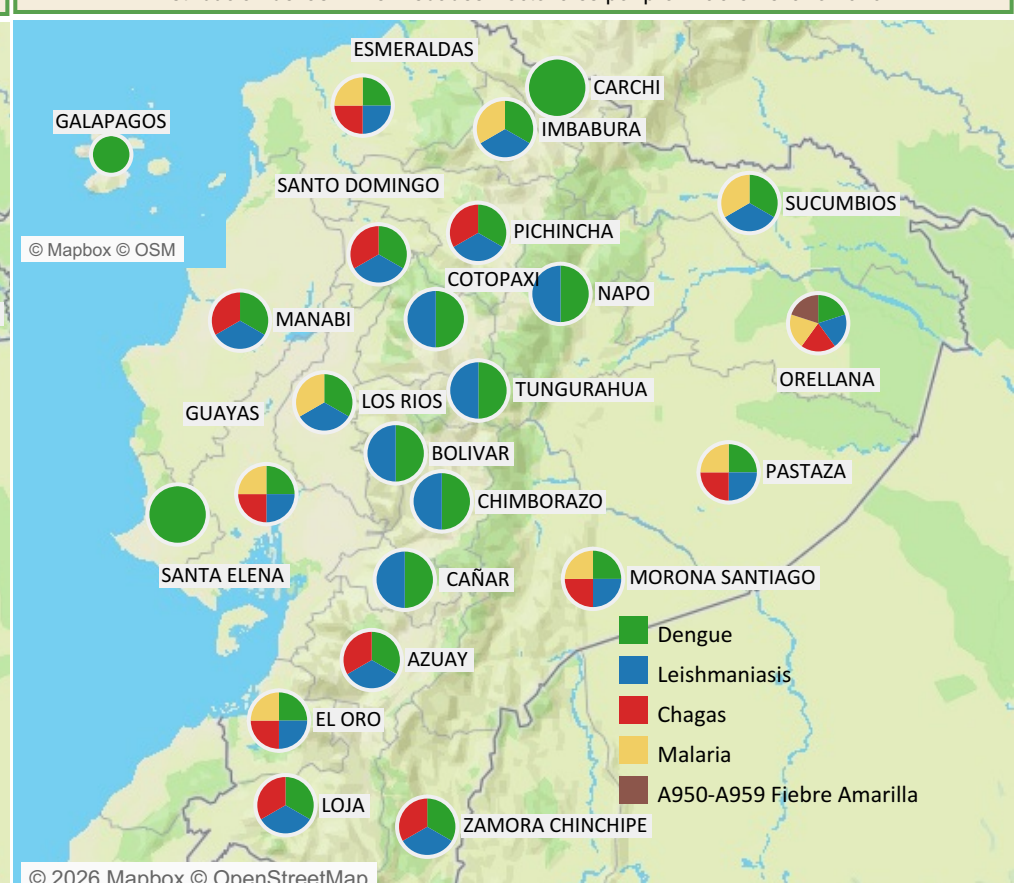 ESMERALDAS
CARCHI
GALAPAGOS
IMBABURA
SANTO DOMINGO
SUCUMBIOS
PICHINCHA
© Mapbox © OSM
COTOPAXI
NAPO
MANABI
ORELLANA
TUNGURAHUA
LOS RIOS
GUAYAS
BOLIVAR
PASTAZA
CHIMBORAZO
SANTA ELENA
CAÑAR
MORONA SANTIAGO
Dengue
AZUAY
Leishmaniasis
Chagas
EL ORO
Malaria
A950-A959 Fiebre Amarilla
LOJA
ZAMORA CHINCHIPE
© 2026 Mapbox © OpenStreetMap